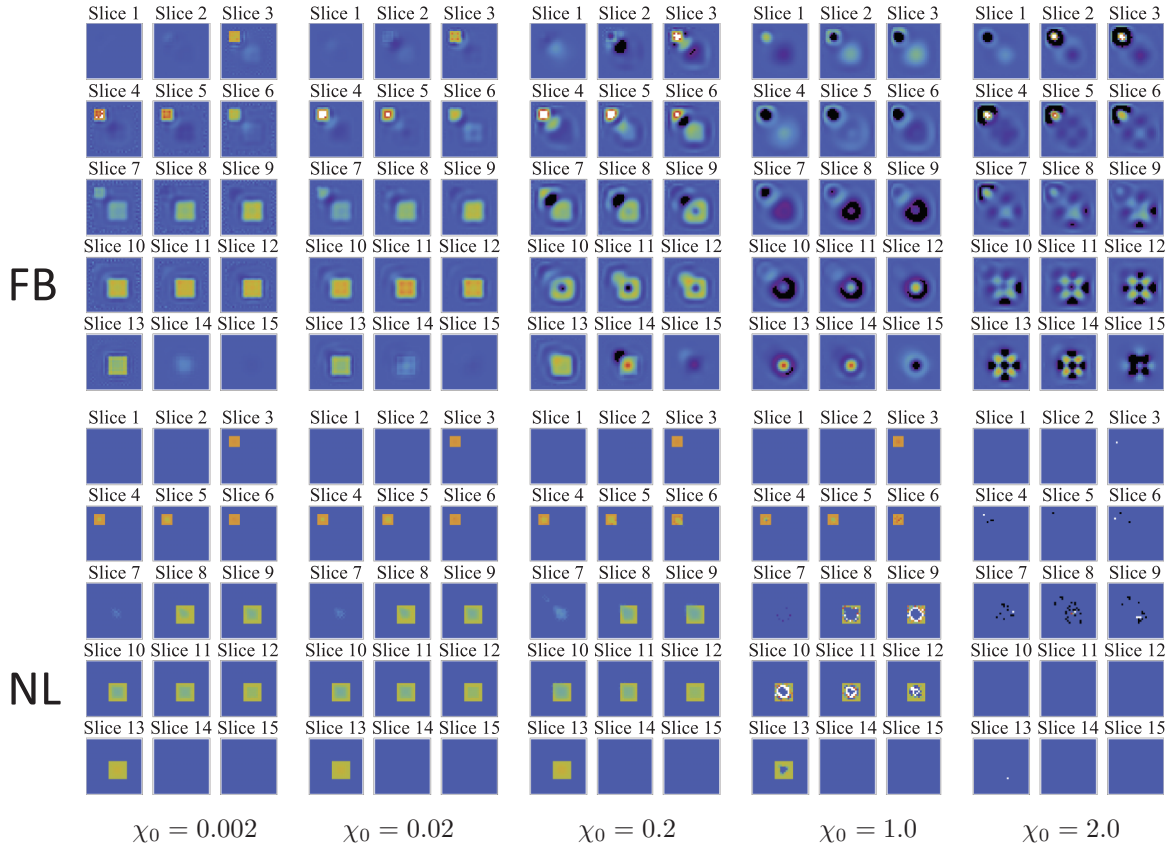 Slice 1 Slice 2 Slice 3 Slice 1 Slice 2 Slice 3 Slice 1 Slice 2 Slice 3 Slice 1 Slice 2 Slice 3 Slice 1 Slice 2 Slice 3
Slice 4 Slice 5 Slice 6 Slice 4 Slice 5 Slice 6 Slice 4 Slice 5 Slice 6 Slice 4 Slice 5 Slice 6 Slice 4 Slice 5 Slice 6
Slice 7 Slice 8 Slice 9 Slice 7 Slice 8 Slice 9 Slice 7 Slice 8 Slice 9 Slice 7 Slice 8 Slice 9 Slice 7 Slice 8 Slice 9
Slice 10 Slice 11 Slice 12 Slice 10 Slice 11 Slice 12 Slice 10 Slice 11 Slice 12 Slice 10 Slice 11 Slice 12 Slice 10 Slice 11 Slice 12
FB
Slice 13 Slice 14 Slice 15 Slice 13 Slice 14 Slice 15 Slice 13 Slice 14 Slice 15 Slice 13 Slice 14 Slice 15 Slice 13 Slice 14 Slice 15
Slice 1 Slice 2 Slice 3 Slice 1 Slice 2 Slice 3 Slice 1 Slice 2 Slice 3 Slice 1 Slice 2 Slice 3 Slice 1 Slice 2 Slice 3
Slice 4 Slice 5 Slice 6 Slice 4 Slice 5 Slice 6 Slice 4 Slice 5 Slice 6 Slice 4 Slice 5 Slice 6 Slice 4 Slice 5 Slice 6
Slice 7 Slice 8 Slice 9 Slice 7 Slice 8 Slice 9 Slice 7 Slice 8 Slice 9 Slice 7 Slice 8 Slice 9 Slice 7 Slice 8 Slice 9
Slice 10 Slice 11 Slice 12 Slice 10 Slice 11 Slice 12 Slice 10 Slice 11 Slice 12 Slice 10 Slice 11 Slice 12 Slice 10 Slice 11 Slice 12
NL
Slice 13 Slice 14 Slice 15 Slice 13 Slice 14 Slice 15 Slice 13 Slice 14 Slice 15 Slice 13 Slice 14 Slice 15 Slice 13 Slice 14 Slice 15
χ₀ = 0.002 χ₀ = 0.02 χ₀ = 0.2 χ₀ = 1.0 χ₀ = 2.0